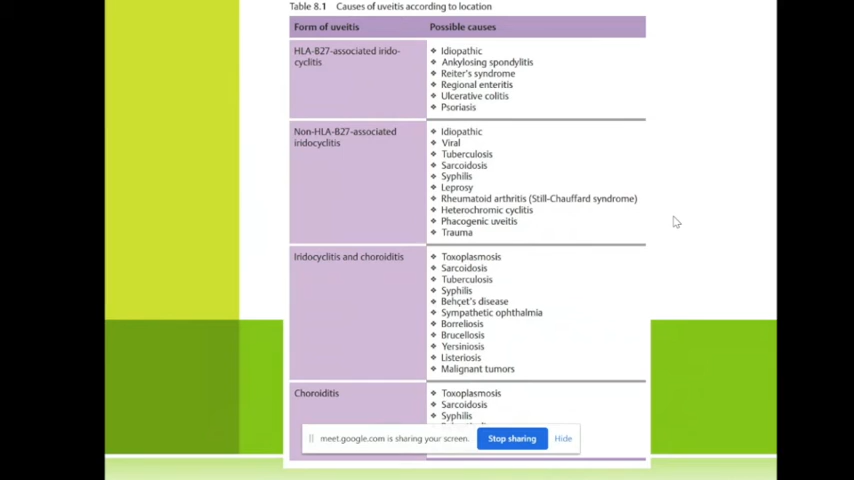 Table 8.1 Causes of uveitis according to location
Form of uveitis Possible causes
HLA-B27-associated irido-
cyclitis
❖ Idiopathic
❖ Ankylosing spondylitis
❖ Reiter's syndrome
❖ Regional enteritis
❖ Ulcerative colitis
❖ Psoriasis
Non-HLA-B27-associated
iridocyclitis
❖ Idiopathic
❖ Viral
❖ Tuberculosis
❖ Sarcoidosis
❖ Syphilis
❖ Leprosy
❖ Rheumatoid arthritis (Still-Chauffard syndrome)
❖ Heterochromic cyclitis
❖ Phacogenic uveitis
❖ Trauma
Iridocyclitis and choroiditis
❖ Toxoplasmosis
❖ Sarcoidosis
❖ Tuberculosis
❖ Syphilis
❖ Behçet's disease
❖ Sympathetic ophthalmia
❖ Borreliosis
❖ Brucellosis
❖ Yersiniosis
❖ Listeriosis
❖ Malignant tumors
Choroiditis
❖ Toxoplasmosis
❖ Sarcoidosis
❖ Syphilis
meet.google.com is sharing your screen. Stop sharing Hide